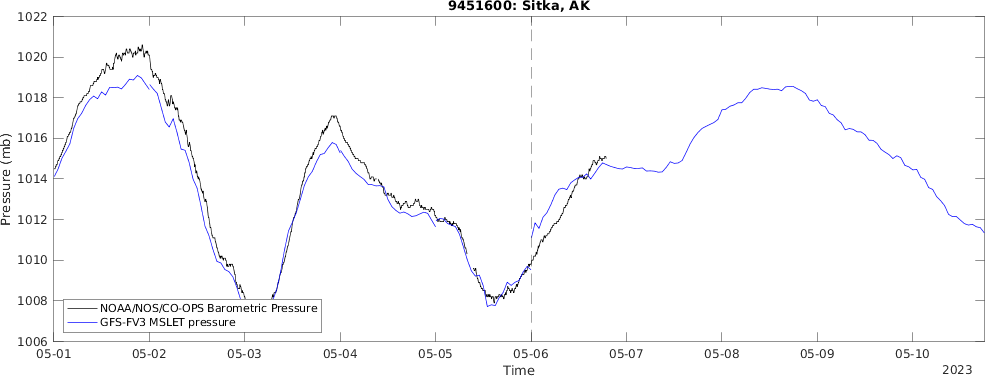 9451600: Sitka, AK
1022
1020
1018
1016
1014
1012
1010
1008
1006
Pressure (mb)
NOAA/NOS/CO-OPS Barometric Pressure
GFS-FV3 MSLET pressure
05-01 05-02 05-03 05-04 05-05 05-06 05-07 05-08 05-09 05-10
Time
2023